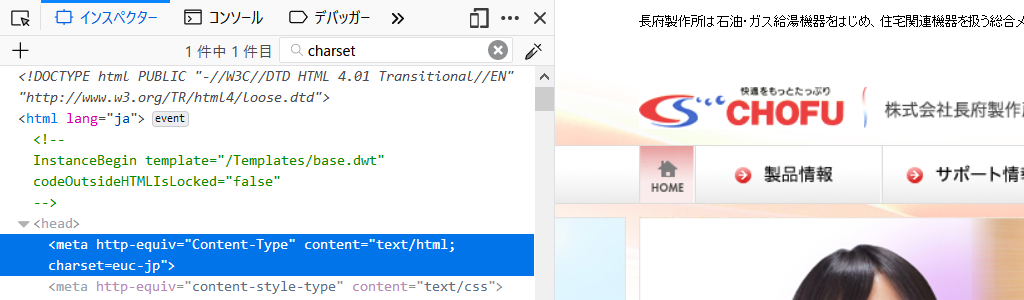 インスペクター コンソール デバッガー
1 件中 1 件目 charset
<!DOCTYPE html PUBLIC "-//W3C//DTD HTML 4.01 Transitional//EN"
"http://www.w3.org/TR/html4/loose.dtd">
<html lang="ja"> event
<!--
InstanceBegin template="/Templates/base.dwt"
codeOutsideHTMLIsLocked="false"
-->
<head>
<meta http-equiv="Content-Type" content="text/html;
charset=euc-jp">
<meta http-equiv="content-style-type" content="text/css">
長府製作所は石油・ガス給湯機器をはじめ、住宅関連機器を扱う総合メ
快適をもっとたっぷり
CHOFU
株式会社長府製作所
HOME 製品情報 サポート情報